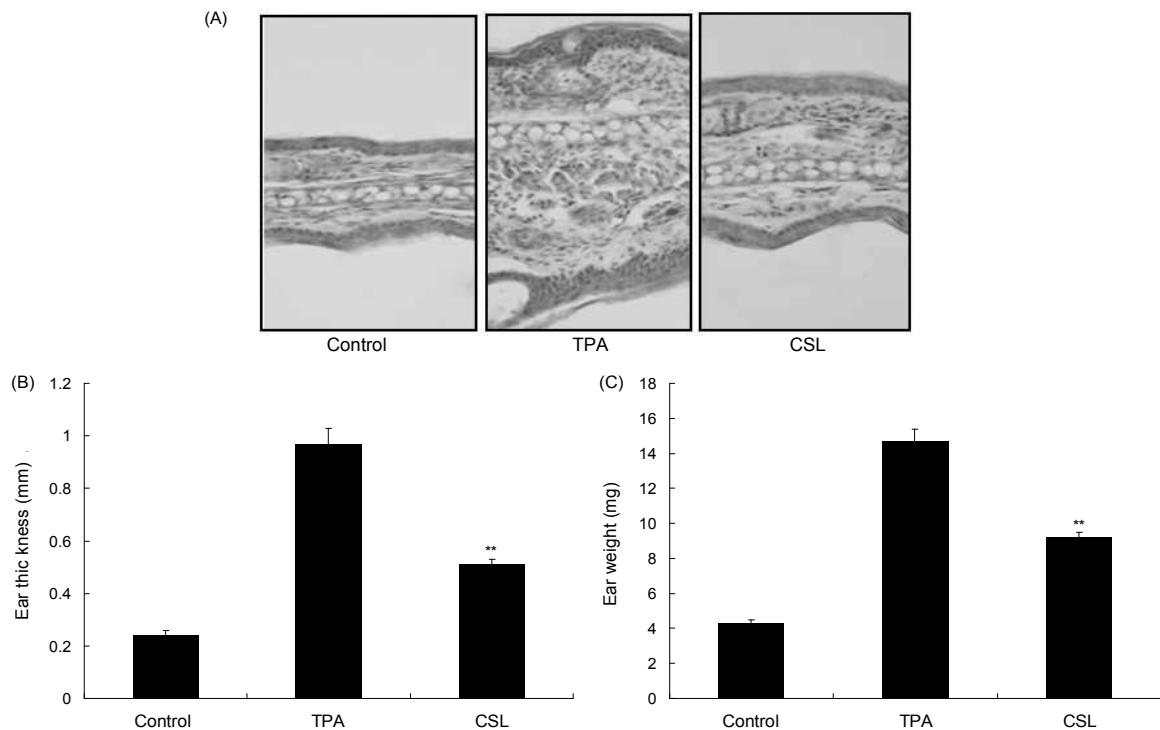 (A)
Control TPA CSL
(B)
Ear thic kness (mm)
1.2
1
0.8
0.6
0.4
0.2
0
**
Control TPA CSL
(C)
Ear weight (mg)
18
16
14
12
10
8
6
4
2
0
**
Control TPA CSL